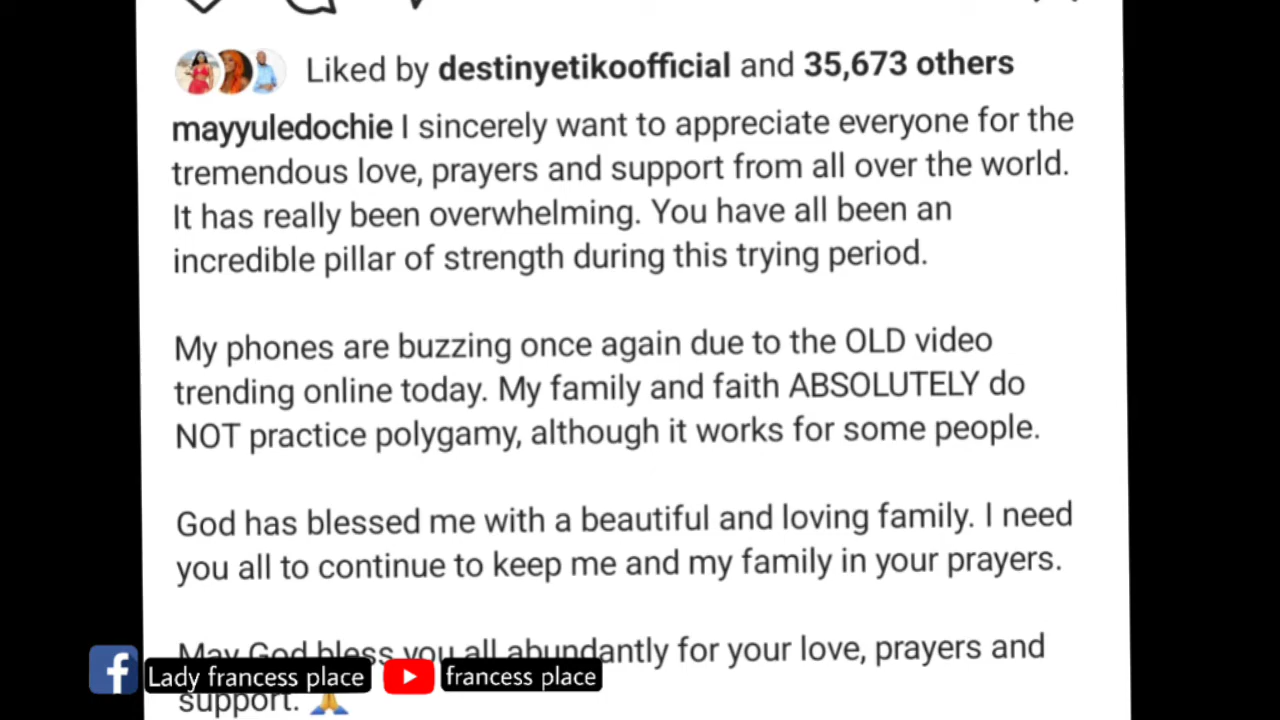 Liked by destinyetikoofficial and 35,673 others
mayyuledochie I sincerely want to appreciate everyone for the
tremendous love, prayers and support from all over the world.
It has really been overwhelming. You have all been an
incredible pillar of strength during this trying period.
My phones are buzzing once again due to the OLD video
trending online today. My family and faith ABSOLUTELY do
NOT practice polygamy, although it works for some people.
God has blessed me with a beautiful and loving family. I need
you all to continue to keep me and my family in your prayers.
May God bless you all abundantly for your love, prayers and
support. 🙏
Lady francess place
francess place